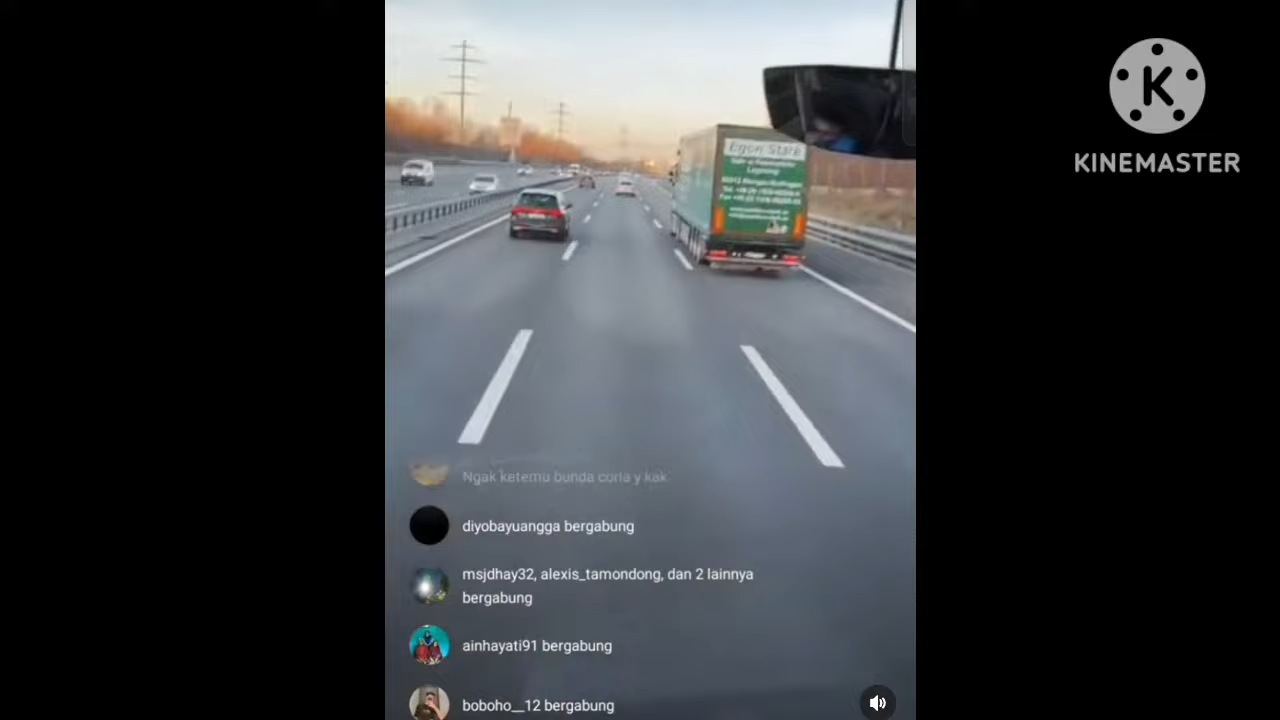 KINEMASTER
Egon Stark
Ngak ketemu bunda corla y kak
diyobayuangga bergabung
msjdhay32, alexis_tamondong, dan 2 lainnya
bergabung
ainhayati91 bergabung
boboho__12 bergabung